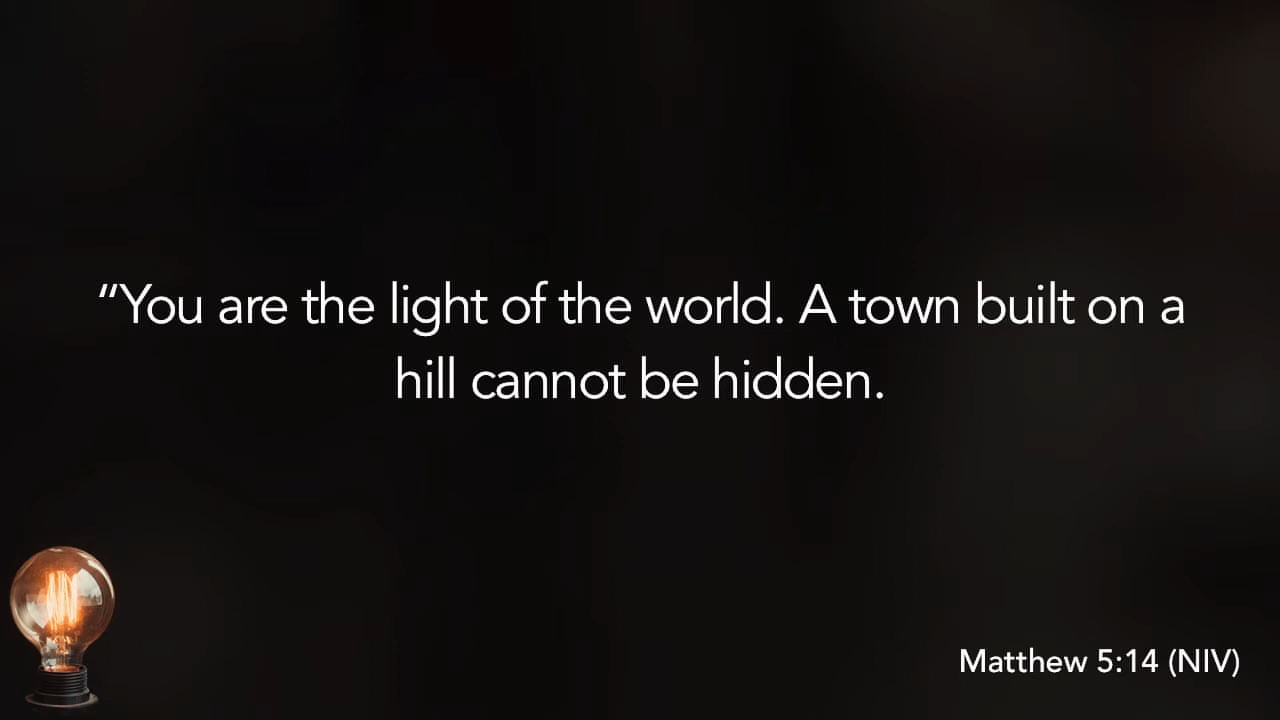 “You are the light of the world. A town built on a
hill cannot be hidden.
Matthew 5:14 (NIV)